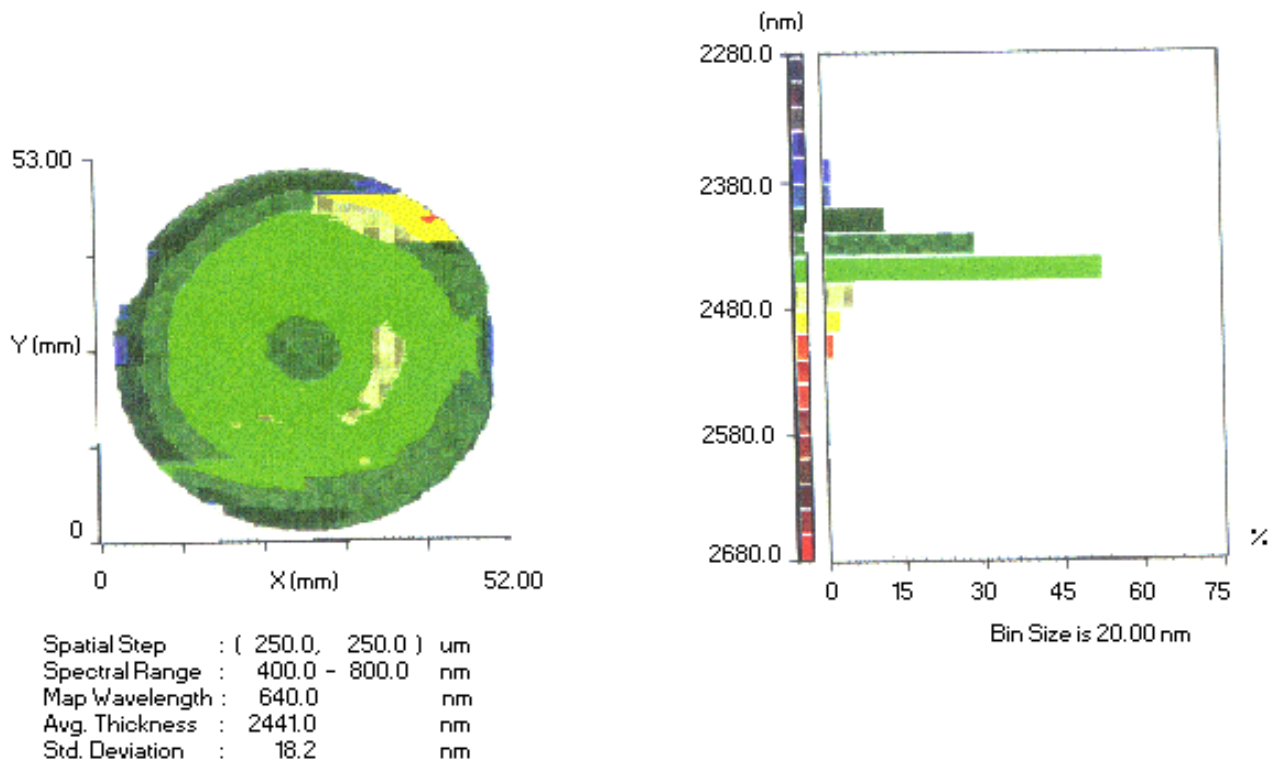 (nm)
2280.0
2380.0
2480.0
2580.0
2680.0
%
0 15 30 45 60 75
Bin Size is 20.00 nm
53.00
Y (mm)
0
0 X (mm) 52.00
Spatial Step : ( 250.0, 250.0 ) um
Spectral Range : 400.0 - 800.0 nm
Map Wavelength : 640.0 nm
Avg. Thickness : 2441.0 nm
Std. Deviation : 18.2 nm